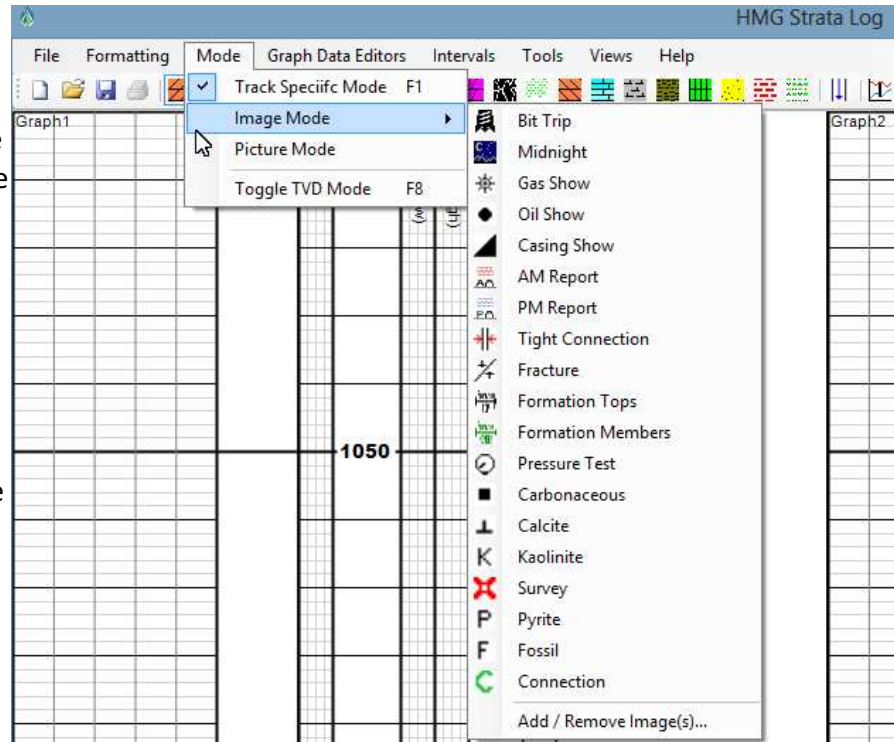 HMG Strata Log
File Formatting Mode Graph Data Editors Intervals Tools Views Help
Graph1
Graph2
Track Speciifc Mode F1
Image Mode
Picture Mode
Toggle TVD Mode F8
Bit Trip
Midnight
Gas Show
Oil Show
Casing Show
AM Report
PM Report
Tight Connection
Fracture
Formation Tops
Formation Members
Pressure Test
Carbonaceous
Calcite
K Kaolinite
Survey
P Pyrite
F Fossil
C Connection
Add / Remove Image(s)...
1050